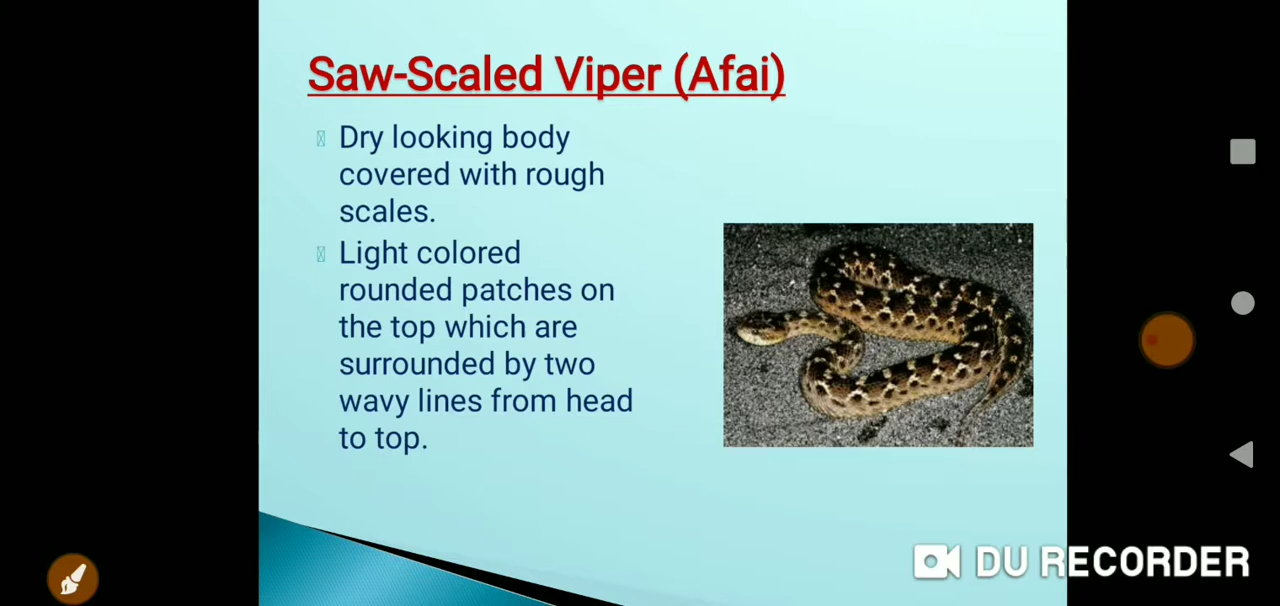 Saw-Scaled Viper (Afai)
Dry looking body
covered with rough
scales.
Light colored
rounded patches on
the top which are
surrounded by two
wavy lines from head
to top.
DU RECORDER